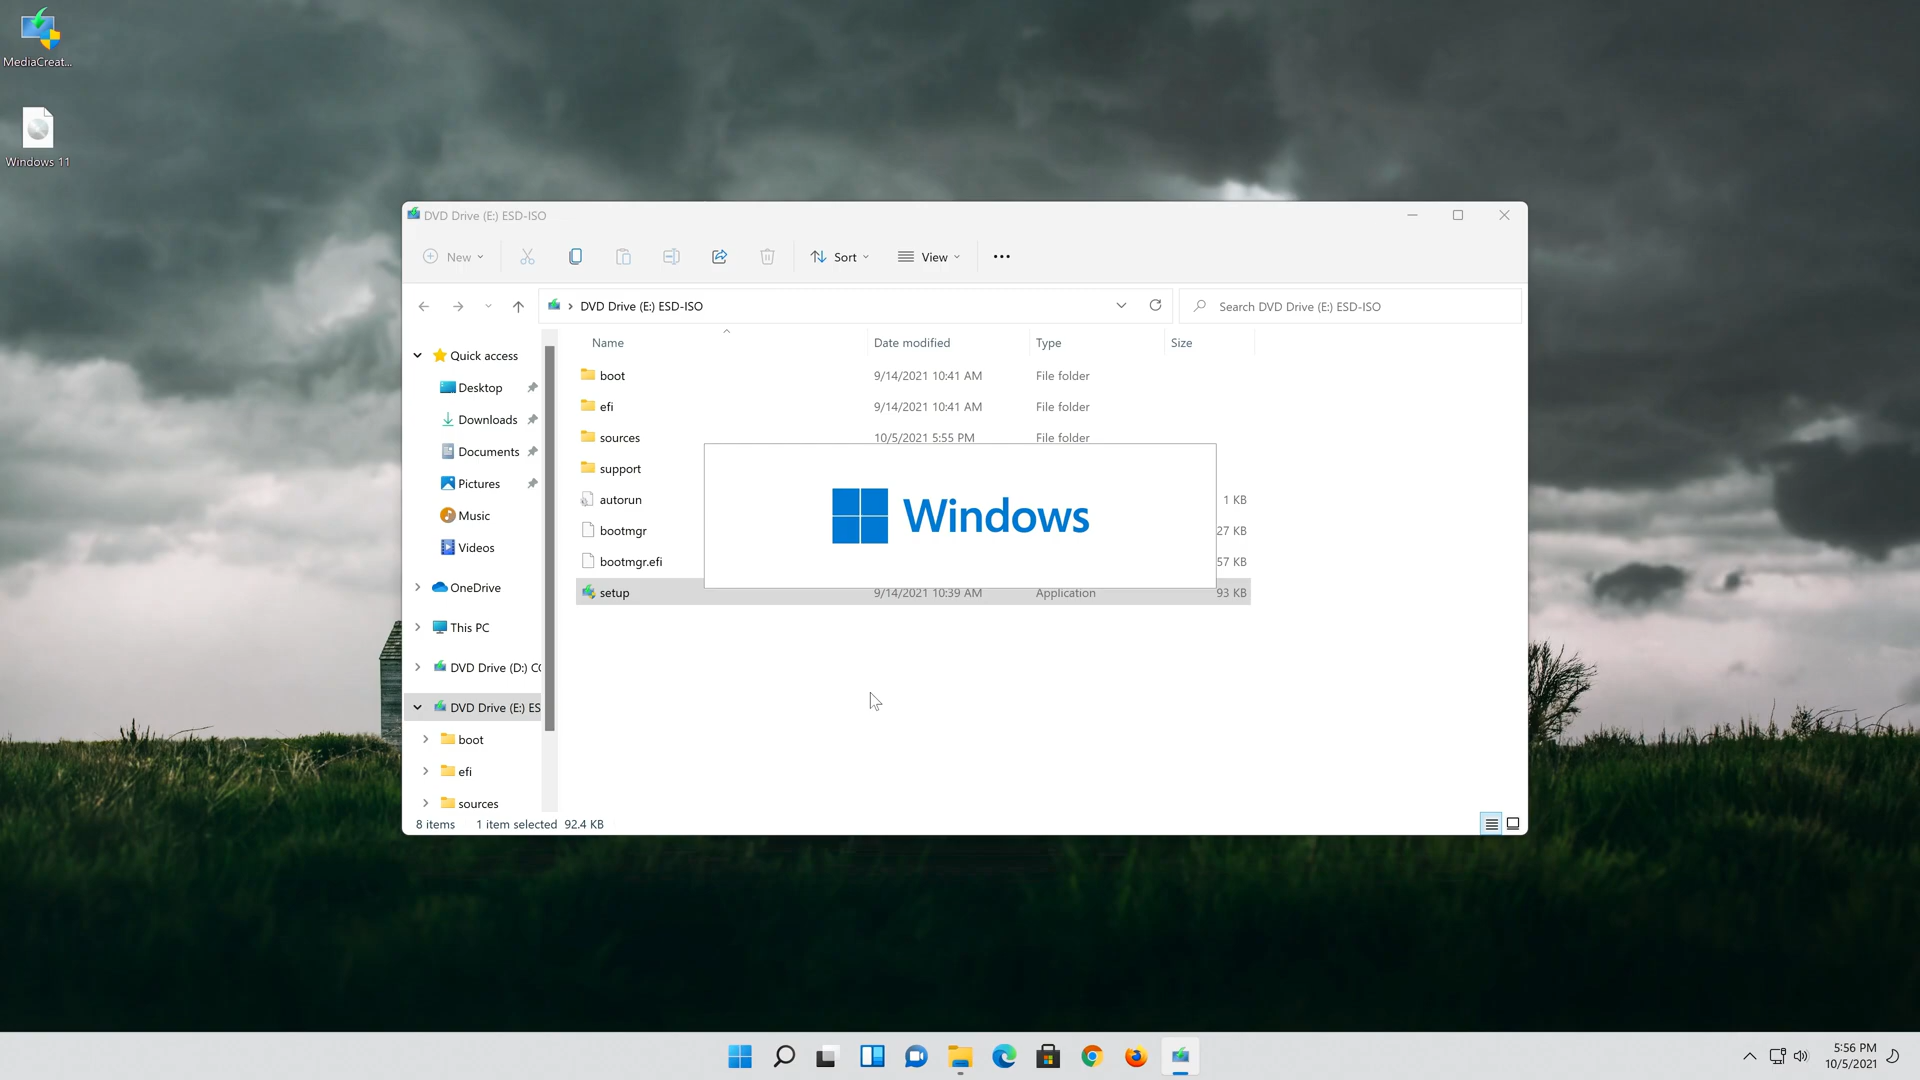 MediaCreat...
Windows 11
DVD Drive (E:) ESD-ISO
New
Sort
View
DVD Drive (E:) ESD-ISO
Search DVD Drive (E:) ESD-ISO
Name Date modified Type Size
Quick access
Desktop
Downloads
Documents
Pictures
Music
Videos
OneDrive
This PC
DVD Drive (D:) CC
DVD Drive (E:) ES
boot
efi
sources
boot 9/14/2021 10:41 AM File folder
efi 9/14/2021 10:41 AM File folder
sources 10/5/2021 5:55 PM File folder
support
autorun 1 KB
bootmgr 27 KB
bootmgr.efi 57 KB
setup 9/14/2021 10:39 AM Application 93 KB
Windows
8 items 1 item selected 92.4 KB
5:56 PM
10/5/2021